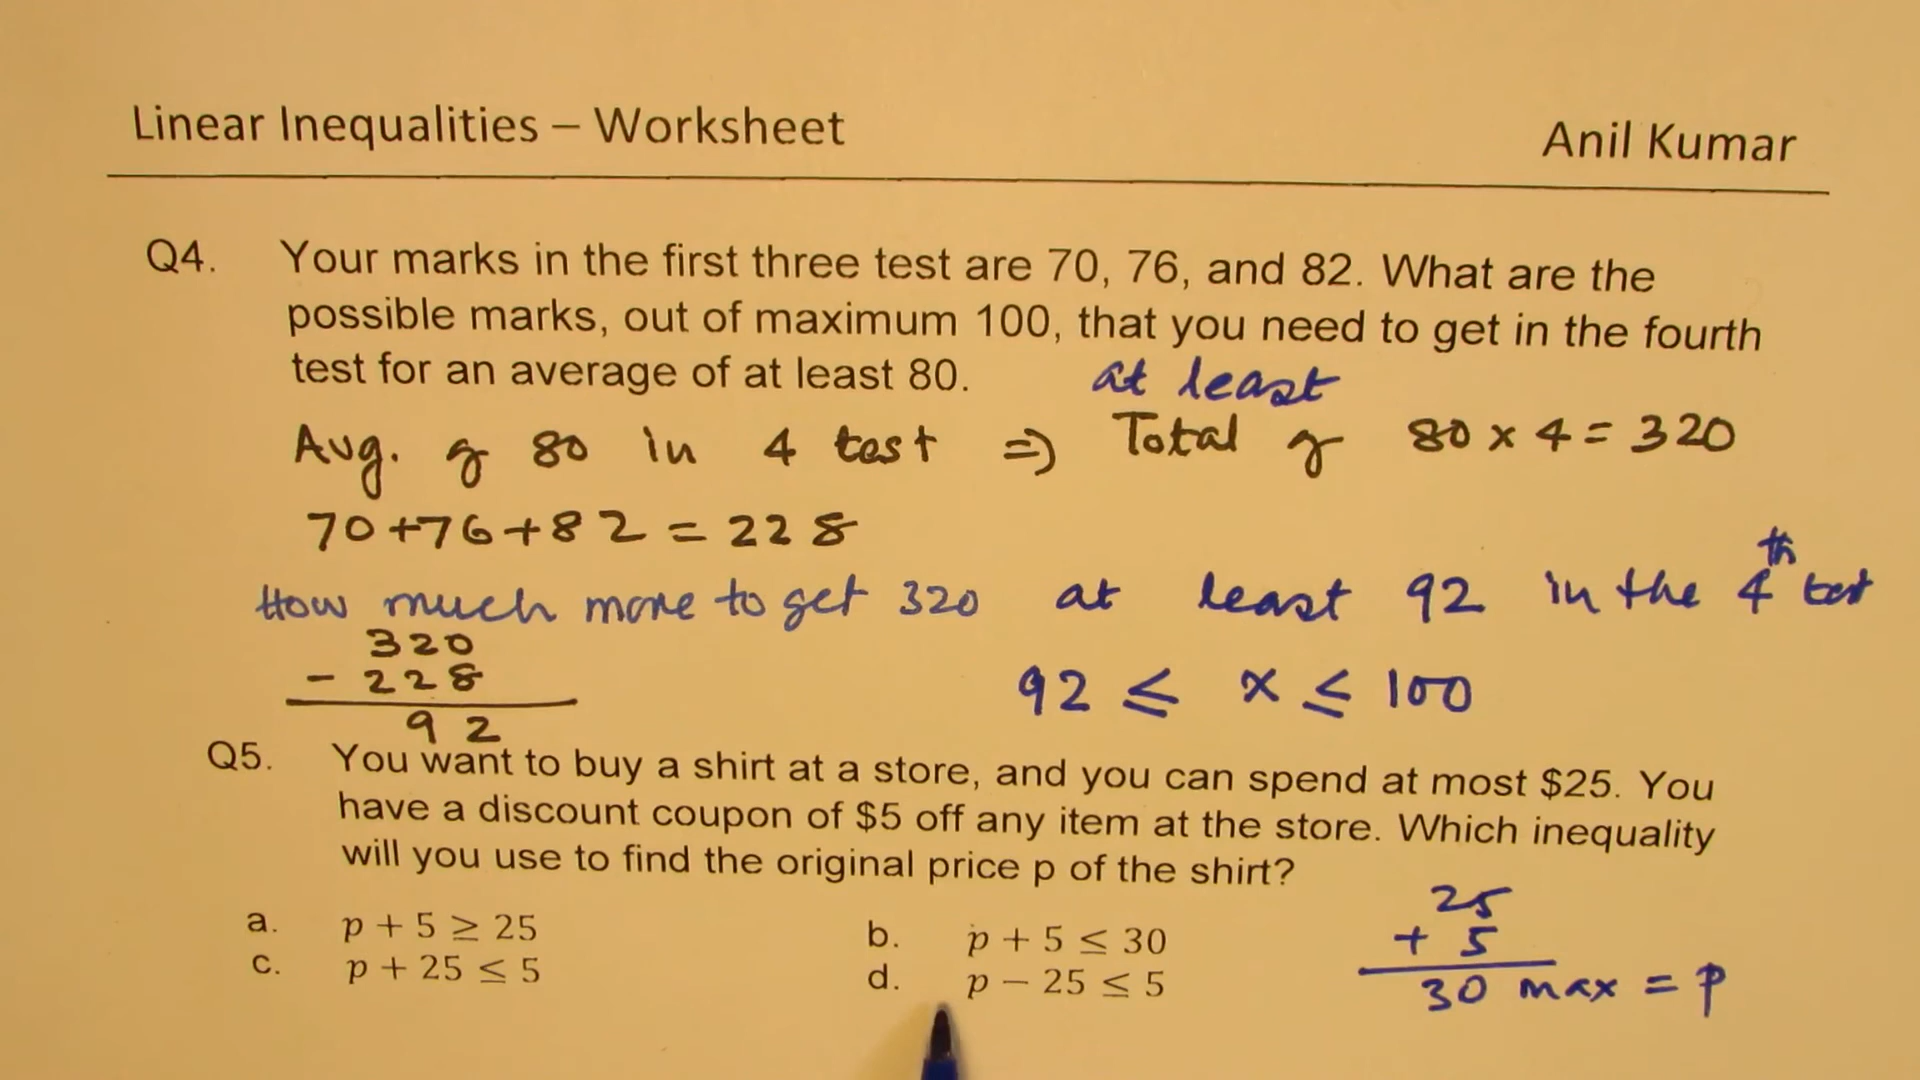 Linear Inequalities – Worksheet
Anil Kumar
Q4. Your marks in the first three test are 70, 76, and 82. What are the
possible marks, out of maximum 100, that you need to get in the fourth
test for an average of at least 80.
at least
Avg. of 80 in 4 test ⇒ Total of 80 x 4 = 320
70+76+82 = 228
How much more to get 320 at least 92 in the 4th test
320
- 228
92
92 ≤ x ≤ 100
Q5. You want to buy a shirt at a store, and you can spend at most $25. You
have a discount coupon of $5 off any item at the store. Which inequality
will you use to find the original price p of the shirt?
a. p + 5 ≥ 25 b. p + 5 ≤ 30
c. p + 25 ≤ 5 d. p − 25 ≤ 5
25
+ 5
30 max = p